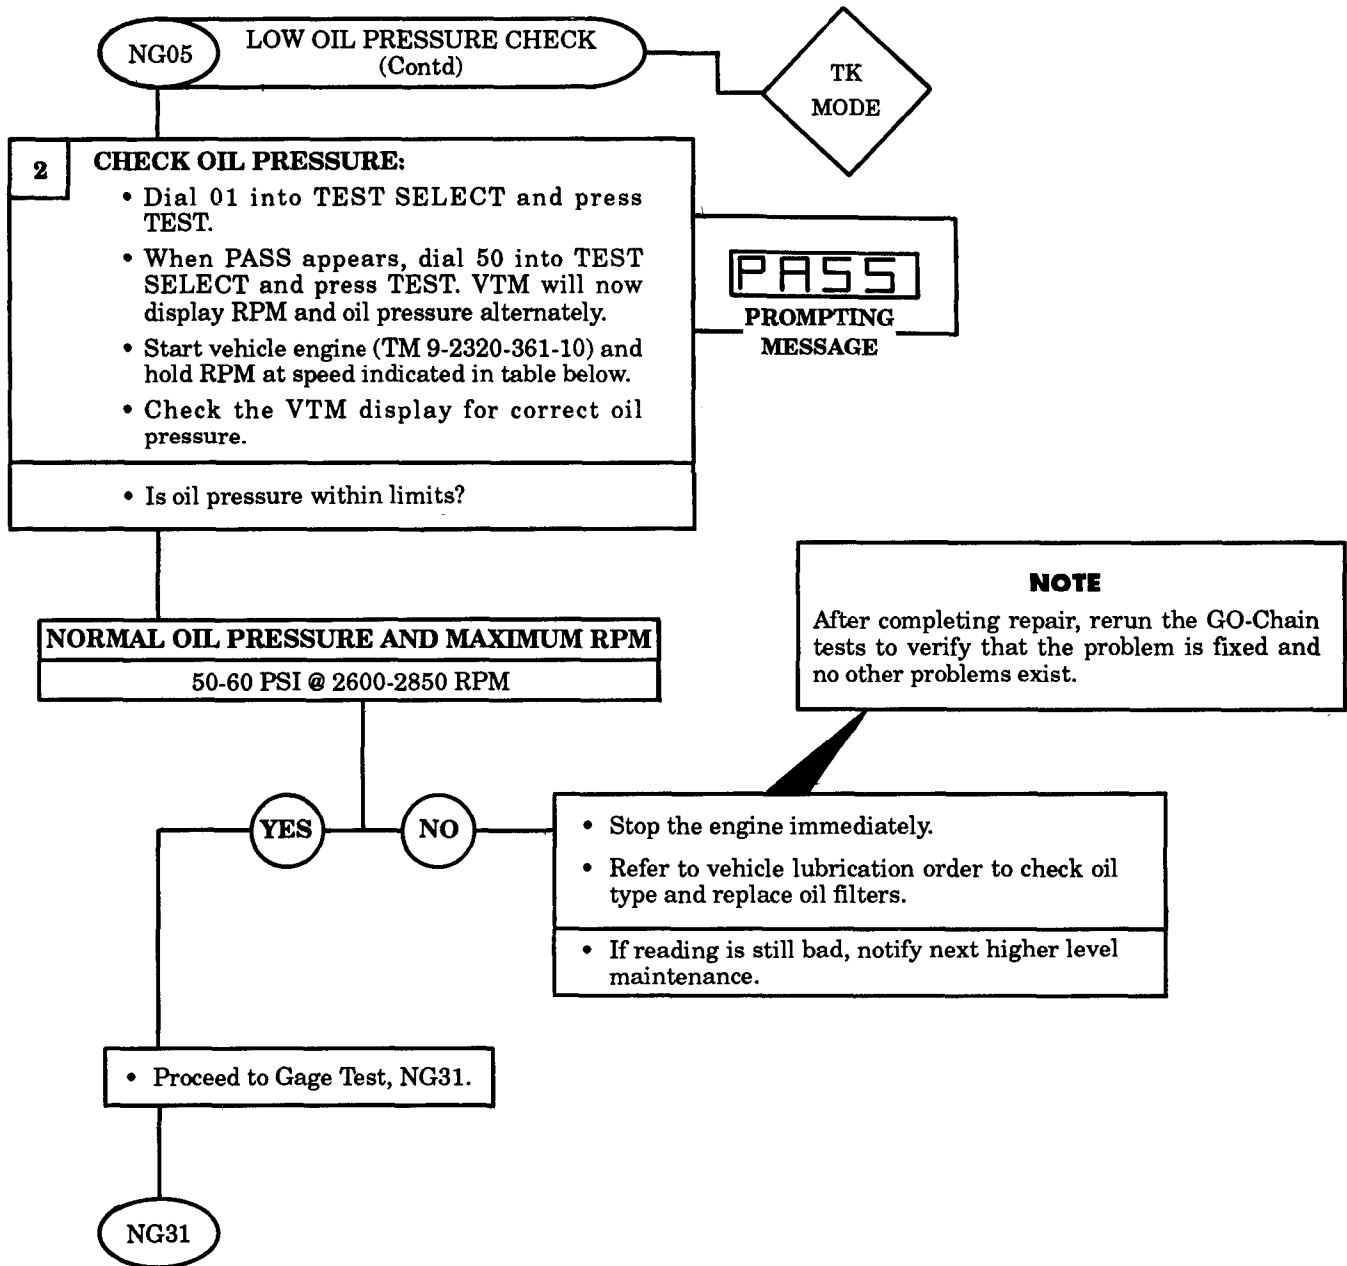 NG05
LOW OIL PRESSURE CHECK
(Contd)
TK
MODE
2
CHECK OIL PRESSURE:
• Dial 01 into TEST SELECT and press
TEST.
• When PASS appears, dial 50 into TEST
SELECT and press TEST. VTM will now
display RPM and oil pressure alternately.
• Start vehicle engine (TM 9-2320-361-10) and
hold RPM at speed indicated in table below.
• Check the VTM display for correct oil
pressure.
• Is oil pressure within limits?
PASS
PROMPTING
MESSAGE
NORMAL OIL PRESSURE AND MAXIMUM RPM
50-60 PSI @ 2600-2850 RPM
NOTE
After completing repair, rerun the GO-Chain
tests to verify that the problem is fixed and
no other problems exist.
YES
NO
• Stop the engine immediately.
• Refer to vehicle lubrication order to check oil
type and replace oil filters.
• If reading is still bad, notify next higher level
maintenance.
• Proceed to Gage Test, NG31.
NG31